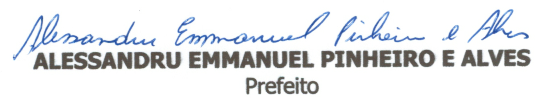 Alessandru Emmanuel Pinheiro e Alves
ALESSANDRU EMMANUEL PINHEIRO E ALVES
Prefeito